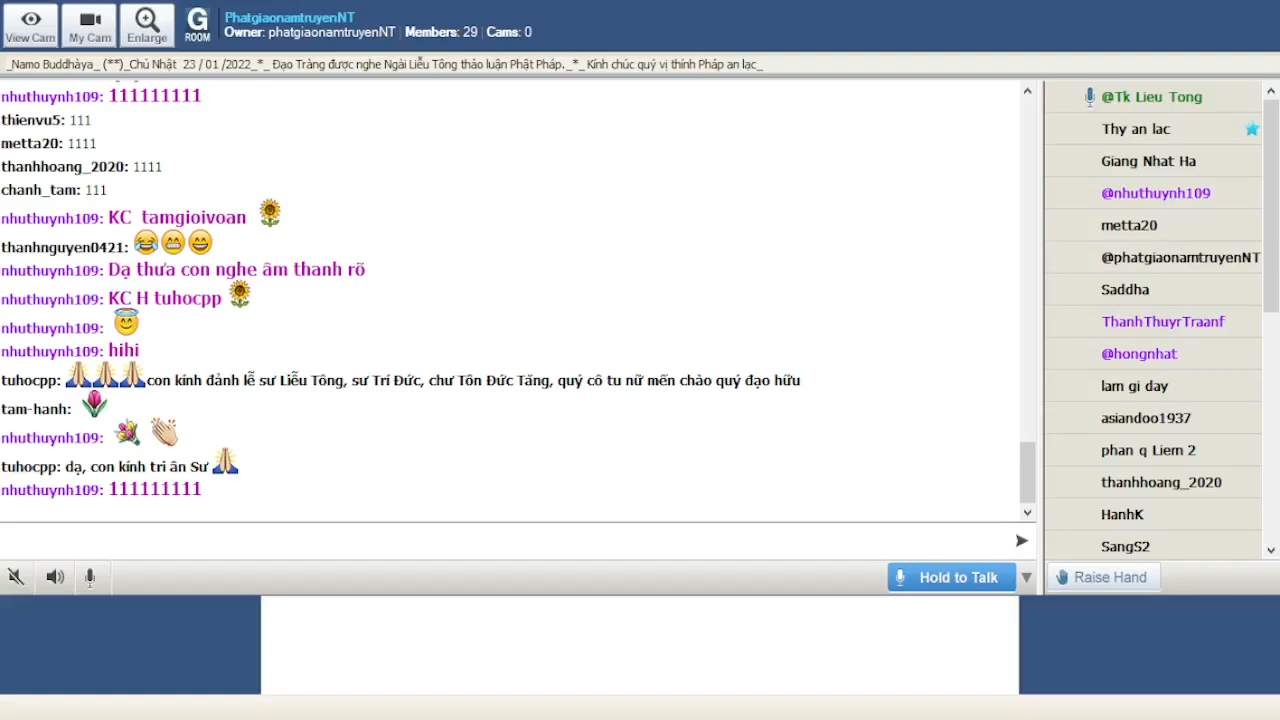 PhatgiaonamtruyenNT
Owner: phatgiaonamtruyenNT | Members: 29 | Cams: 0
View Cam
My Cam
Enlarge
G
ROOM
_Namo Buddhàya_ (**)_Chủ Nhật 23 / 01 /2022_*_ Đạo Tràng được nghe Ngài Liễu Tông thảo luận Phật Pháp._*_ Kính chúc quý vị thính Pháp an lạc_
nhuthuynh109: 111111111
thienvu5: 111
metta20: 1111
thanhhoang_2020: 1111
chanh_tam: 111
nhuthuynh109: KC tamgioivoan
thanhnguyen0421:
nhuthuynh109: Dạ thưa con nghe âm thanh rõ
nhuthuynh109: KC H tuhocpp
nhuthuynh109:
nhuthuynh109: hihi
tuhocpp: con kính đảnh lễ sư Liễu Tông, sư Trí Đức, chư Tôn Đức Tăng, quý cô tu nữ mến chào quý đạo hữu
tam-hanh:
nhuthuynh109:
tuhocpp: dạ, con kính tri ân Sư
nhuthuynh109: 111111111
@Tk Lieu Tong
Thy an lac
Giang Nhat Ha
@nhuthuynh109
metta20
@phatgiaonamtruyenNT
Saddha
ThanhThuyrTraanf
@hongnhat
lam gi day
asiandoo1937
phan q Liem 2
thanhhoang_2020
HanhK
SangS2
Hold to Talk
Raise Hand